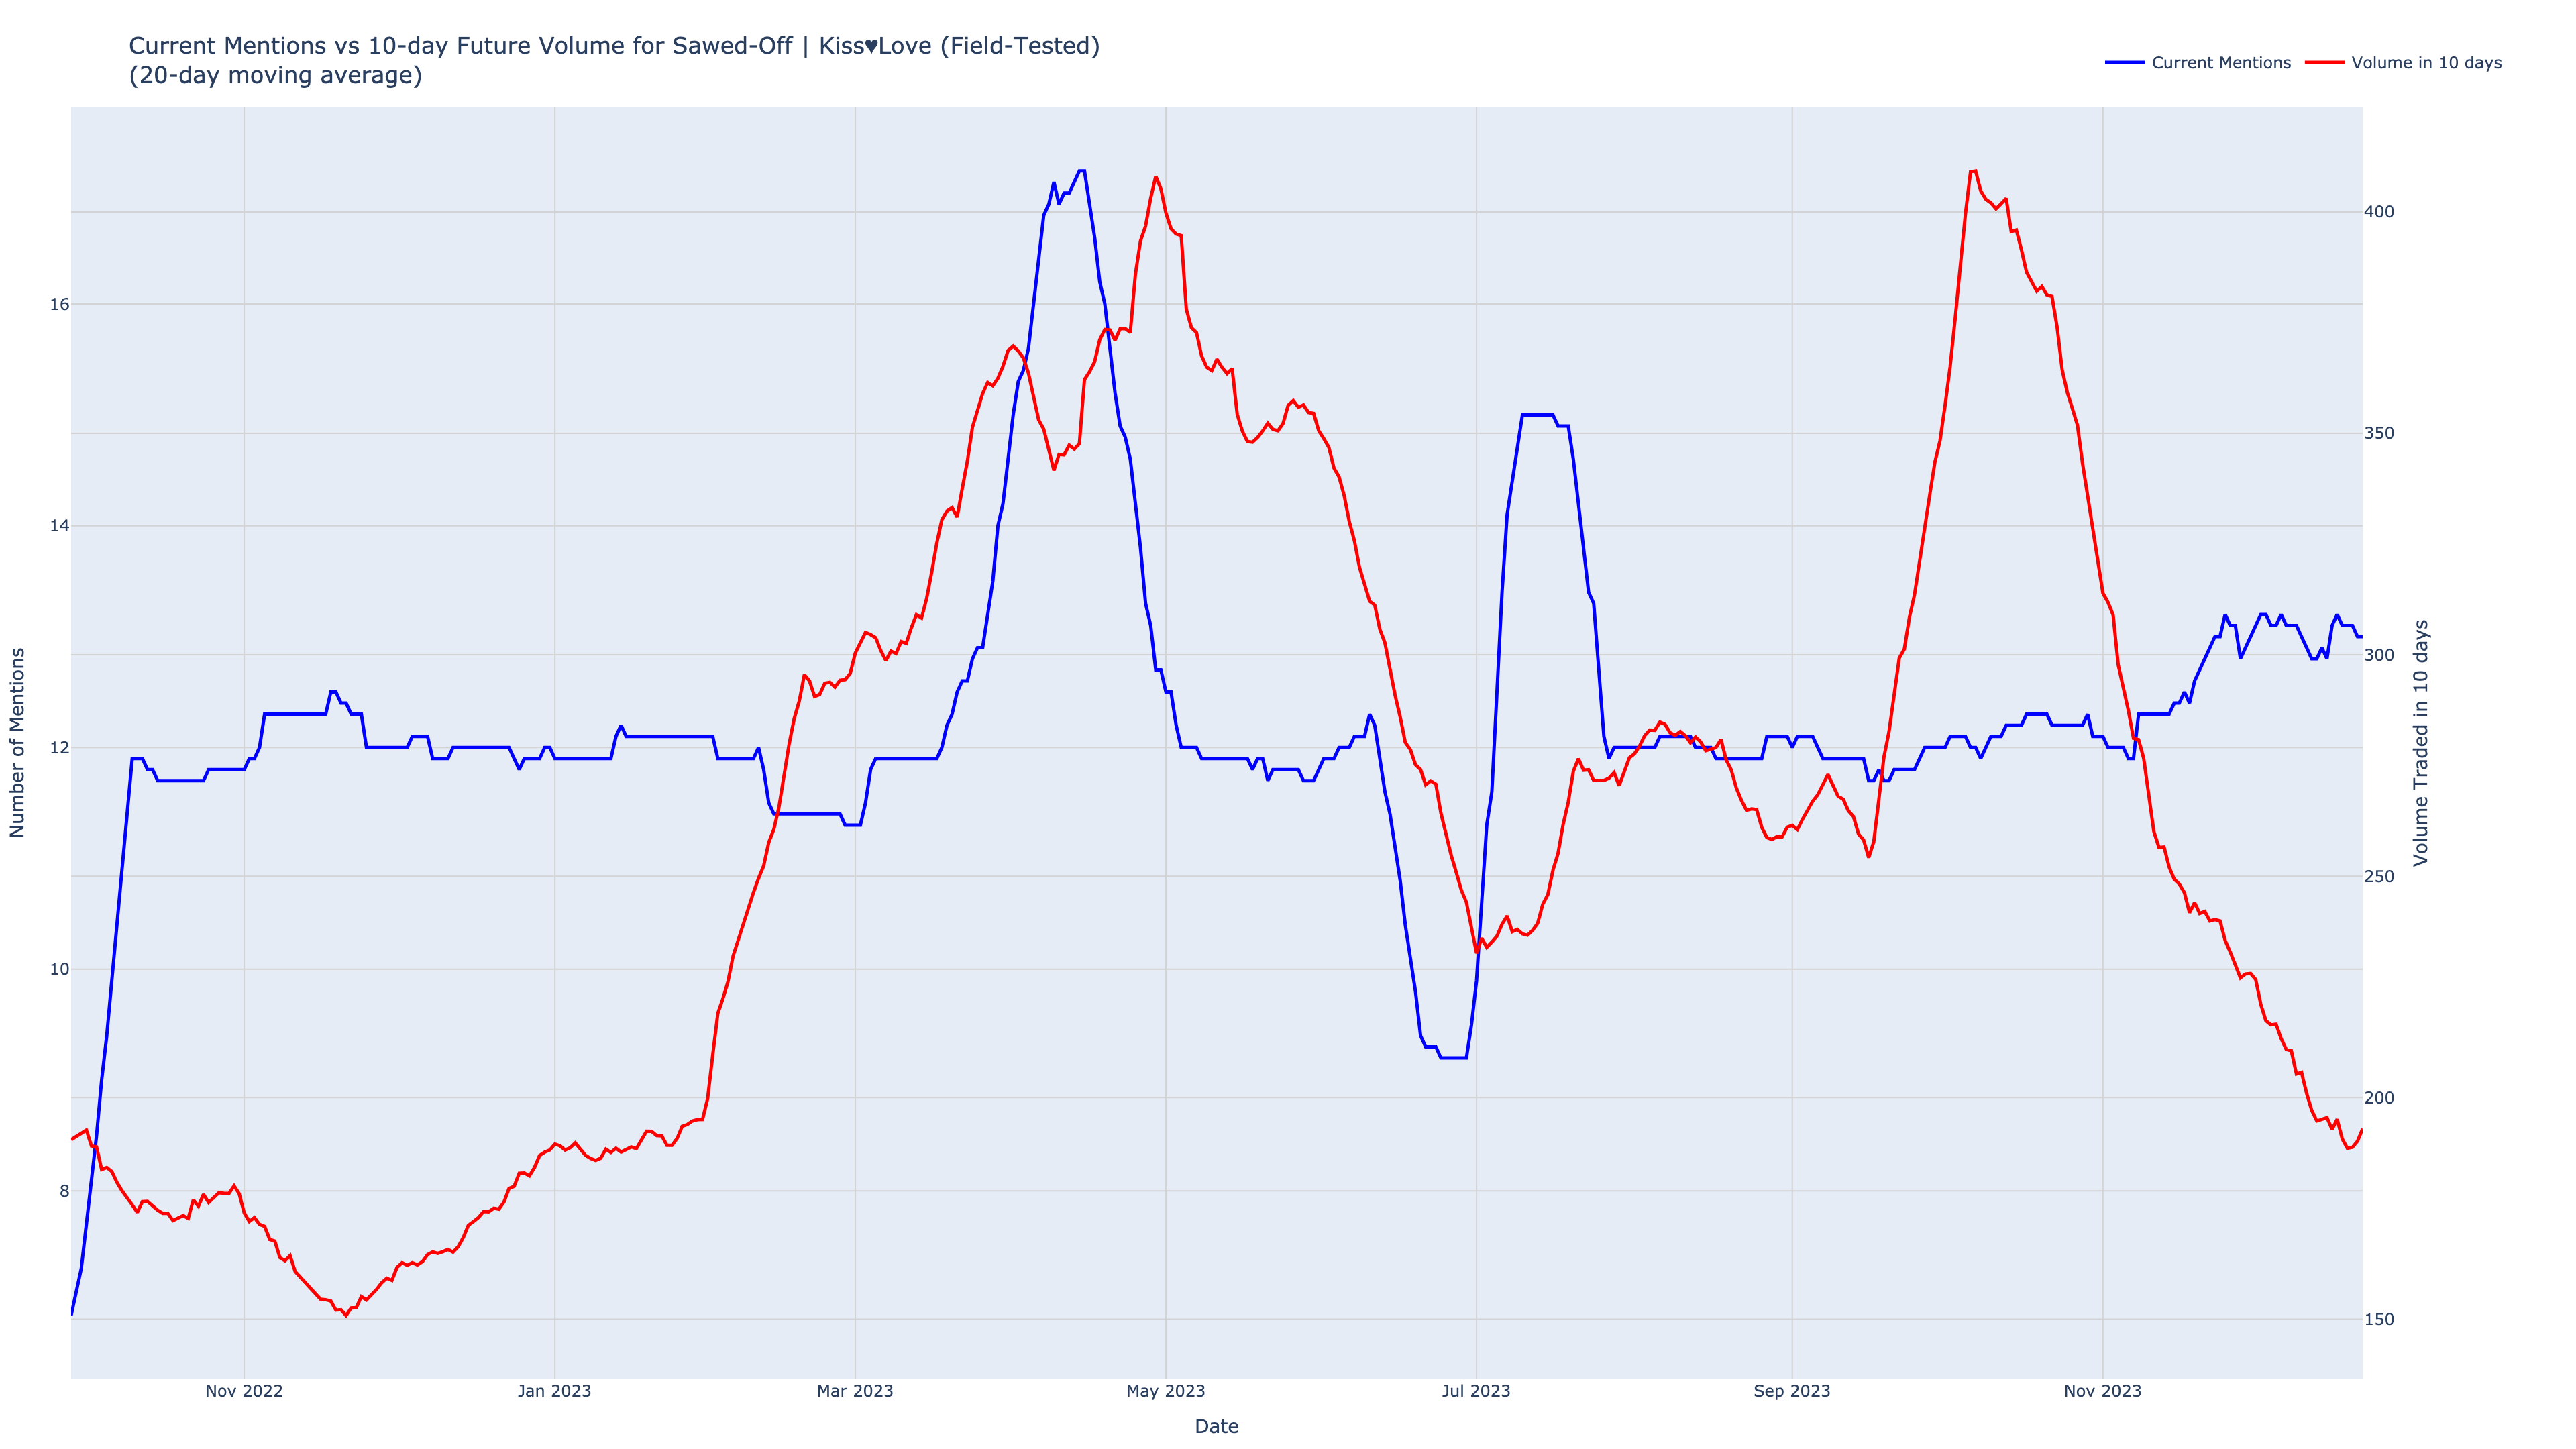 Current Mentions vs 10-day Future Volume for Sawed-Off | Kiss♥Love (Field-Tested)
(20-day moving average)
Current Mentions
Volume in 10 days
Number of Mentions
16
14
12
10
8
400
350
300
250
200
150
Volume Traded in 10 days
Nov 2022
Jan 2023
Mar 2023
May 2023
Jul 2023
Sep 2023
Nov 2023
Date